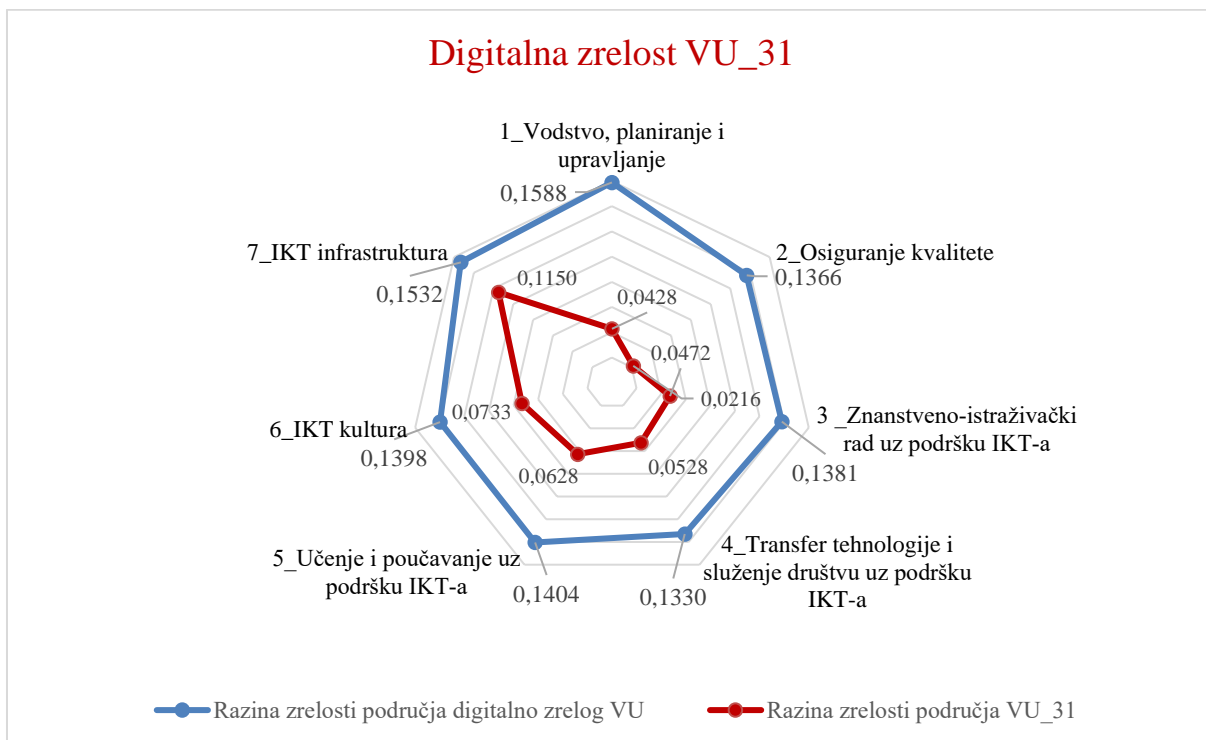 Digitalna zrelost VU_31
1_Vodstvo, planiranje i
upravljanje
0,1588
2_Osiguranje kvalitete
0,1366
7_IKT infrastruktura
0,1532
0,1150
0,0428
0,0472
0,0216
3 _Znanstveno-istraživački
rad uz podršku IKT-a
0,1381
6_IKT kultura
0,1398
0,0733
0,0628
0,0528
4_Transfer tehnologije i
služenje društvu uz podršku
IKT-a
0,1330
5_Učenje i poučavanje uz
podršku IKT-a
0,1404
Razina zrelosti područja digitalno zrelog VU
Razina zrelosti područja VU_31